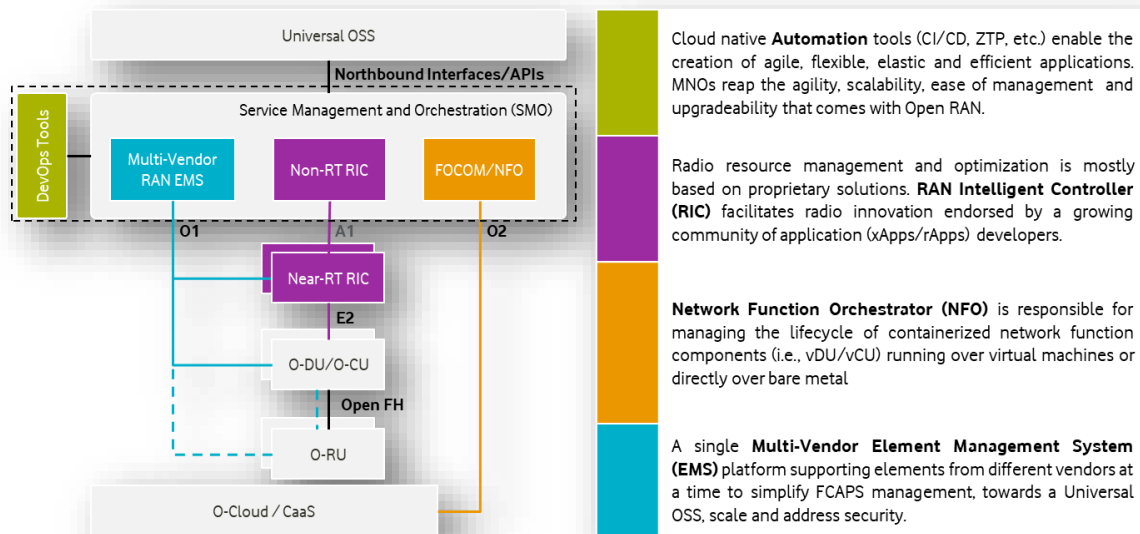 Universal OSS
Northbound Interfaces/APIs
DevOps Tools
Service Management and Orchestration (SMO)
Multi-Vendor
RAN EMS
Non-RT RIC
FOCOM/NFO
O1
A1
O2
Near-RT RIC
E2
O-DU/O-CU
Open FH
O-RU
O-Cloud / CaaS
Cloud native Automation tools (CI/CD, ZTP, etc.) enable the
creation of agile, flexible, elastic and efficient applications.
MNOs reap the agility, scalability, ease of management and
upgradeability that comes with Open RAN.
Radio resource management and optimization is mostly
based on proprietary solutions. RAN Intelligent Controller
(RIC) facilitates radio innovation endorsed by a growing
community of application (xApps/rApps) developers.
Network Function Orchestrator (NFO) is responsible for
managing the lifecycle of containerized network function
components (i.e., vDU/vCU) running over virtual machines or
directly over bare metal
A single Multi-Vendor Element Management System
(EMS) platform supporting elements from different vendors at
a time to simplify FCAPS management, towards a Universal
OSS, scale and address security.